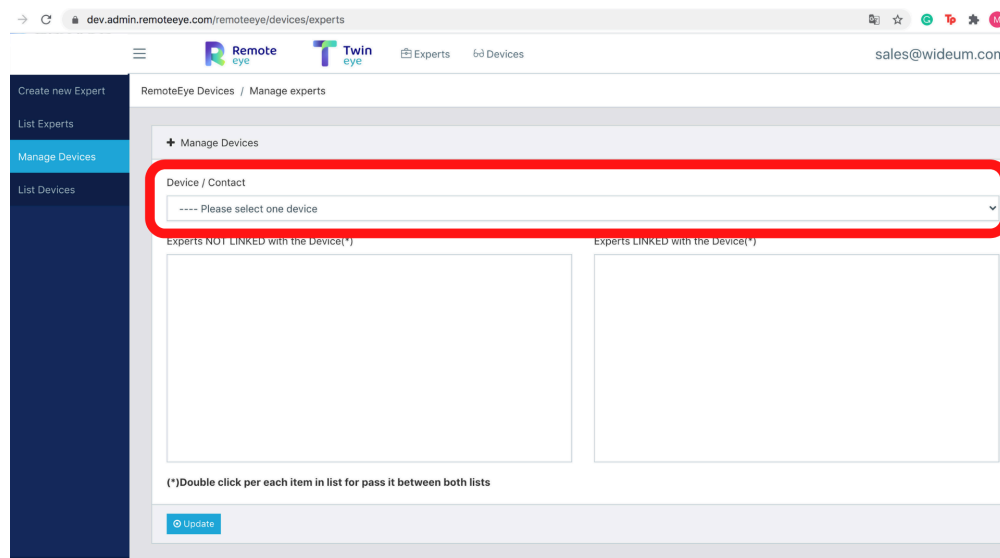 dev.admin.remoteeye.com/remoteeye/devices/experts
Remote eye
Twin eye
Experts
Devices
sales@wideum.com
Create new Expert
List Experts
Manage Devices
List Devices
RemoteEye Devices / Manage experts
Manage Devices
Device / Contact
---- Please select one device
Experts NOT LINKED with the Device(*)
Experts LINKED with the Device(*)
(*)Double click per each item in list for pass it between both lists
Update